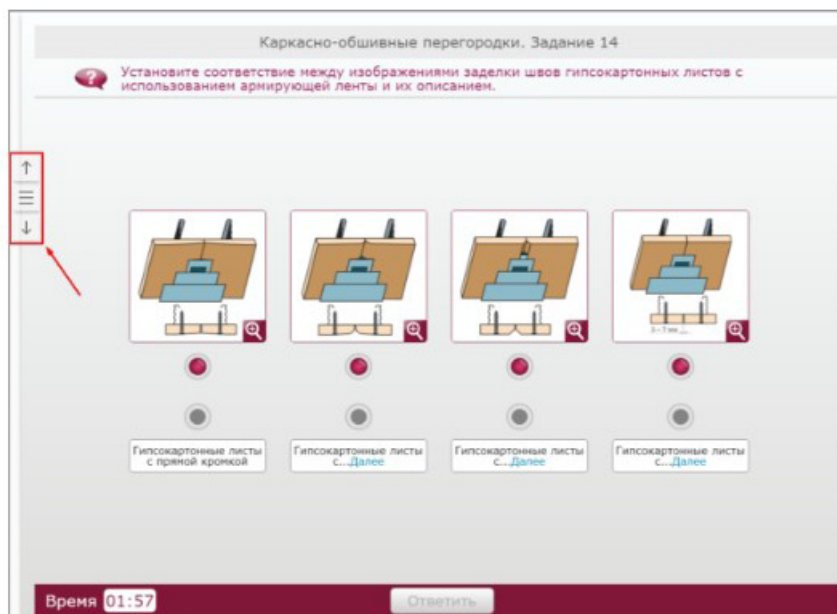 Каркасно-обшивные перегородки. Задание 14
?
Установите соответствие между изображениями заделки швов гипсокартонных листов с
использованием армирующей ленты и их описанием.
Гипсокартонные листы
с прямой кромкой
Гипсокартонные листы
с...Далее
Гипсокартонные листы
с...Далее
Гипсокартонные листы
с...Далее
Время 01:57
Ответить